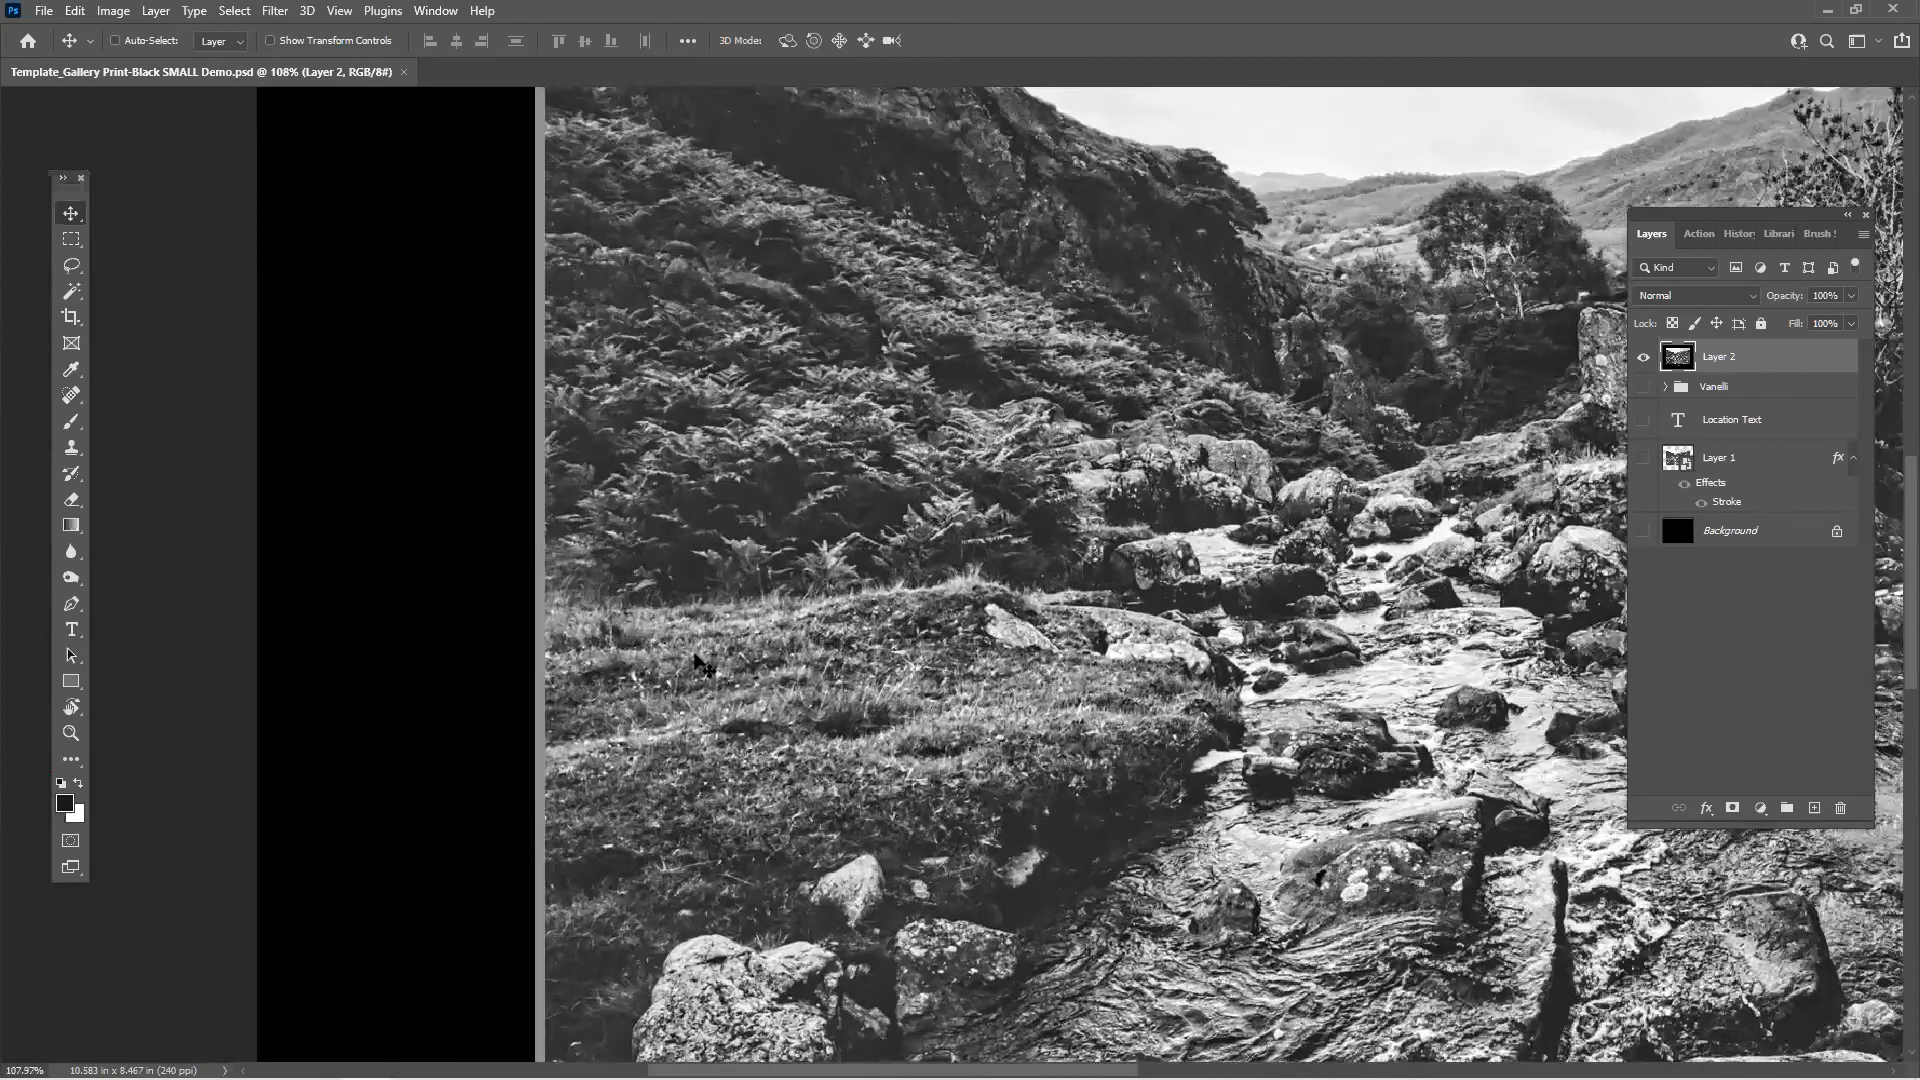 Ps File Edit Image Layer Type Select Filter 3D View Plugins Window Help
Auto-Select: Layer Show Transform Controls 3D Mode:
Template_Gallery Print-Black SMALL Demo.psd @ 108% (Layer 2, RGB/8#)
Layers Action Histor Librari Brush
Kind
Normal Opacity: 100%
Lock: Fill: 100%
Layer 2
Vanelli
Location Text
Layer 1 fx
Effects
Stroke
Background
fx
107.97% 10.583 in x 8.467 in (240 ppi)